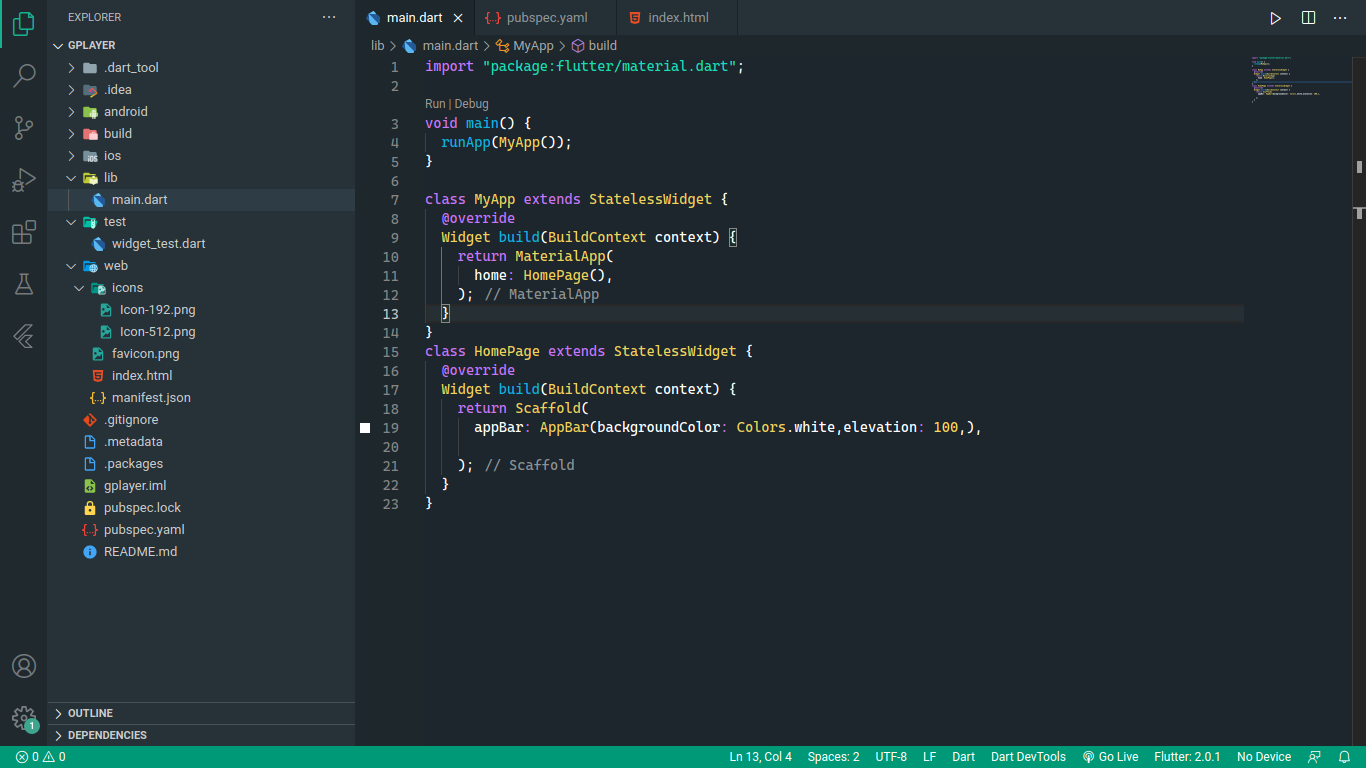 EXPLORER
GPLAYER
.dart_tool
.idea
android
build
ios
lib
main.dart
test
widget_test.dart
web
icons
Icon-192.png
Icon-512.png
favicon.png
index.html
manifest.json
.gitignore
.metadata
.packages
gplayer.iml
pubspec.lock
pubspec.yaml
README.md
OUTLINE
DEPENDENCIES
1
main.dart pubspec.yaml index.html
lib > main.dart > MyApp > build
1 import "package:flutter/material.dart";
2
Run | Debug
3 void main() {
4 runApp(MyApp());
5 }
6
7 class MyApp extends StatelessWidget {
8 @override
9 Widget build(BuildContext context) {
10 return MaterialApp(
11 home: HomePage(),
12 ); // MaterialApp
13 }
14 }
15 class HomePage extends StatelessWidget {
16 @override
17 Widget build(BuildContext context) {
18 return Scaffold(
19 appBar: AppBar(backgroundColor: Colors.white,elevation: 100,),
20
21 ); // Scaffold
22 }
23 }
0 0 Ln 13, Col 4 Spaces: 2 UTF-8 LF Dart Dart DevTools Go Live Flutter: 2.0.1 No Device